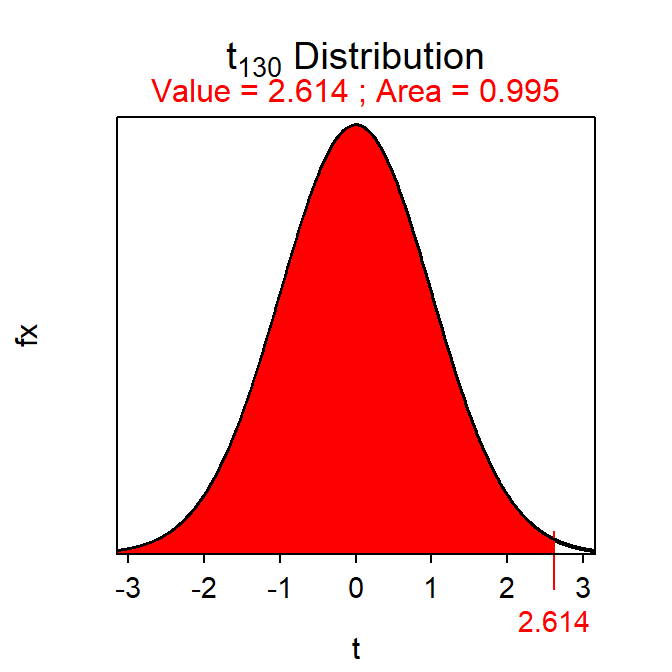 t130 Distribution
Value = 2.614 ; Area = 0.995
fx
-3 -2 -1 0 1 2 3
2.614
t